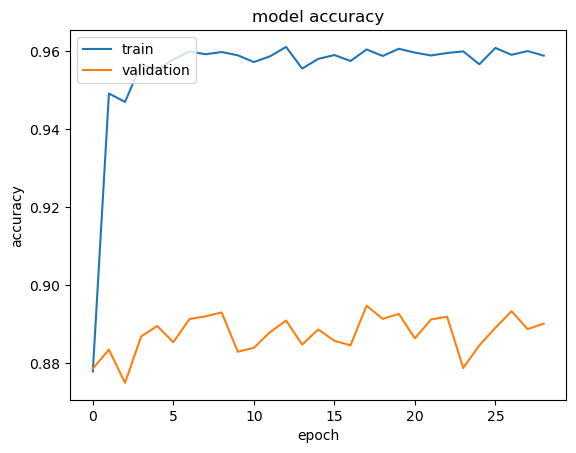 model accuracy
train
validation
0.96
0.94
0.92
0.90
0.88
accuracy
0 5 10 15 20 25
epoch